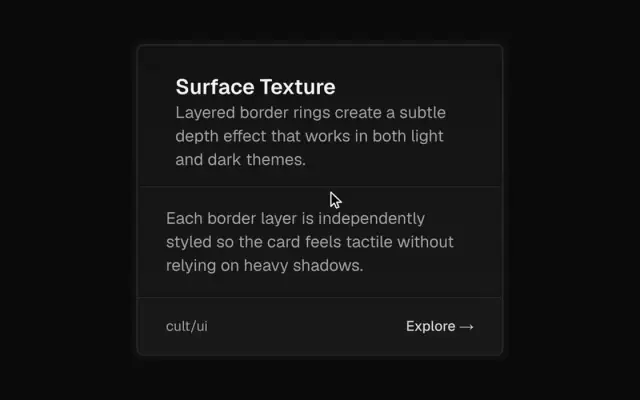 Surface Texture
Layered border rings create a subtle
depth effect that works in both light
and dark themes.
Each border layer is independently
styled so the card feels tactile without
relying on heavy shadows.
cult/ui
Explore →